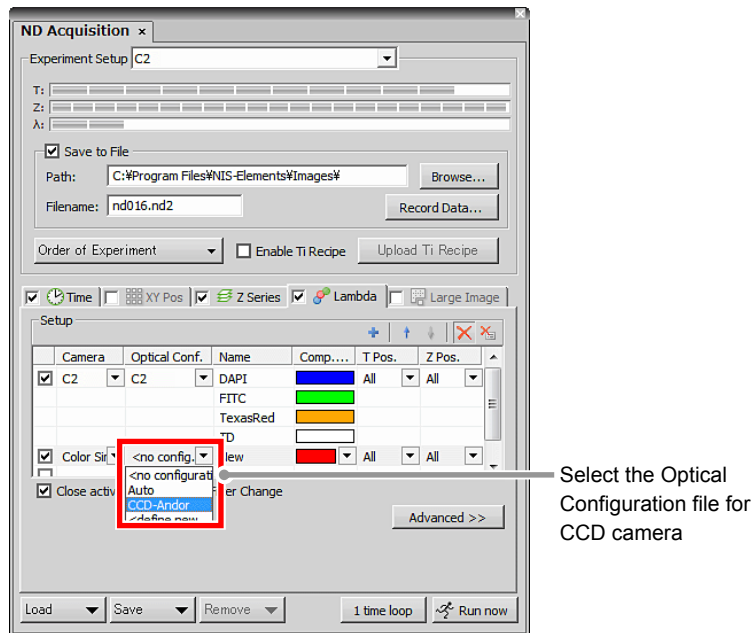 ND Acquisition ×
Experiment Setup C2
T:
Z:
λ:
Save to File
Path: C:¥Program Files¥NIS-Elements¥Images¥ Browse...
Filename: nd016.nd2 Record Data...
Order of Experiment Enable Ti Recipe Upload Ti Recipe
Time XY Pos Z Series Lambda Large Image
Setup
Camera Optical Conf. Name Comp.... T Pos. Z Pos.
C2 C2 DAPI All All
FITC
TexasRed
TD
Color Sir <no config. All All
<no configurati
Auto
CCD-Andor
<define new
Close acti Change
Advanced >>
Select the Optical
Configuration file for
CCD camera
Load Save Remove 1 time loop Run now